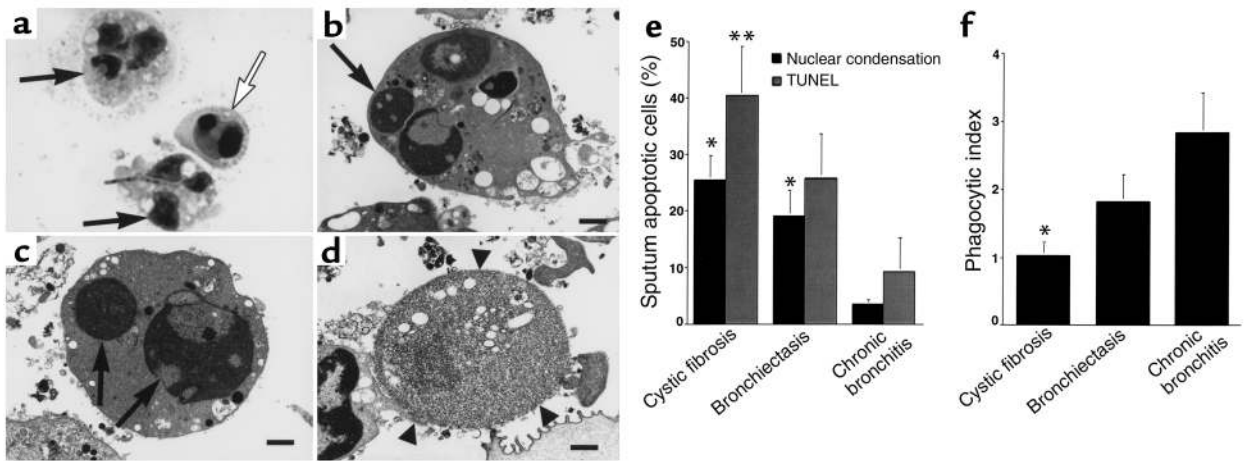 a
b
c
d
e
Sputum apoptotic cells (%)
50
40
30
20
10
0
Nuclear condensation
TUNEL
*
**
*
Cystic fibrosis
Bronchiectasis
Chronic
bronchitis
f
Phagocytic index
4
3
2
1
0
*
Cystic fibrosis
Bronchiectasis
Chronic
bronchitis